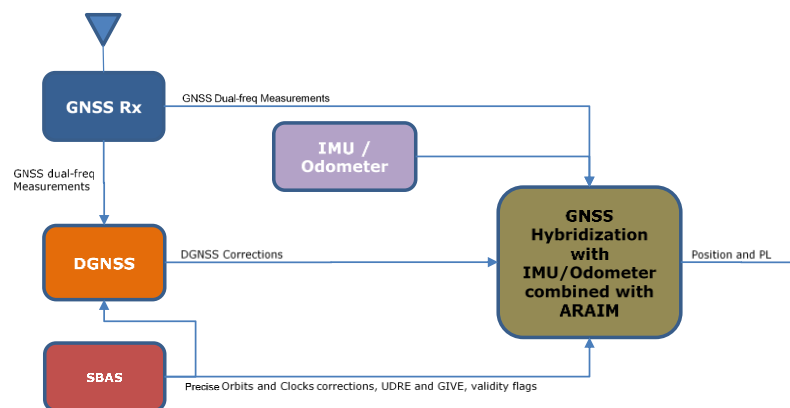 GNSS Rx
GNSS Dual-freq Measurements
IMU /
Odometer
GNSS dual-freq
Measurements
GNSS
Hybridization
with
IMU/Odometer
combined with
ARAIM
DGNSS
DGNSS Corrections
Position and PL
SBAS
Precise Orbits and Clocks corrections, UDRE and GIVE, validity flags